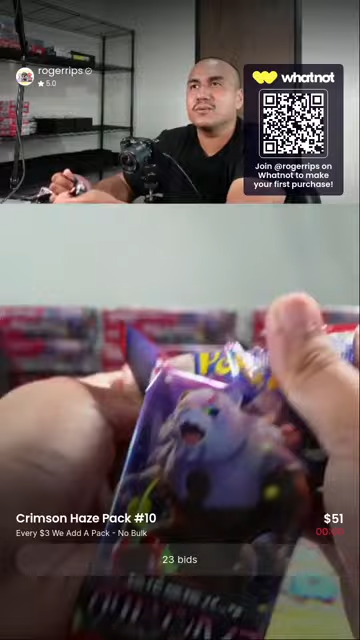 rogerrips
5.0
whatnot
Join @rogerrips on
Whatnot to make
your first purchase!
Crimson Haze Pack #10
$51
Every $3 We Add A Pack - No Bulk
23 bids